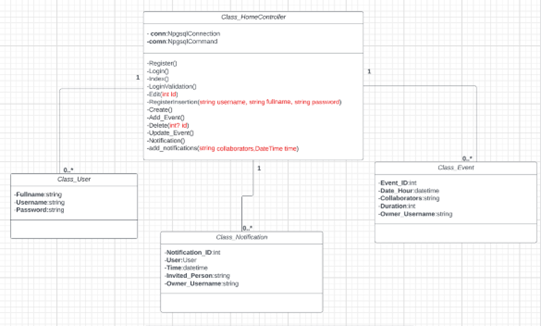 Class_HomeController
- conn:NpgsqlConnection
-conn:NpgsqlCommand
-Register()
-Login()
-Index()
-LoginValidation()
-Edit(int id)
-RegisterInsertion(string username, string fullname, string password)
-Create()
-Add_Event()
-Delete(int? id)
-Update_Event()
-Notification()
-add_notifications(string collaborators,DateTime time)
1
1
1
0..*
0..*
0..*
Class_User
-Fullname:string
-Username:string
-Password:string
Class_Event
-Event_ID:int
-Date_Hour:datetime
-Collaborators:string
-Duration:int
-Owner_Username:string
Class_Notification
-Notification_ID:int
-User:User
-Time:datetime
-Invited_Person:string
-Owner_Username:string